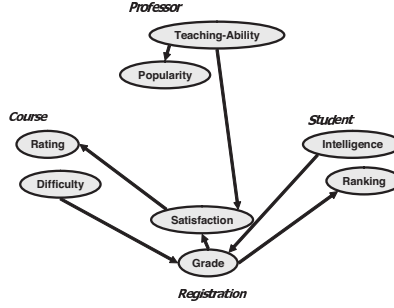 Professor
Teaching-Ability
Popularity
Course
Student
Rating
Intelligence
Difficulty
Ranking
Satisfaction
Grade
Registration